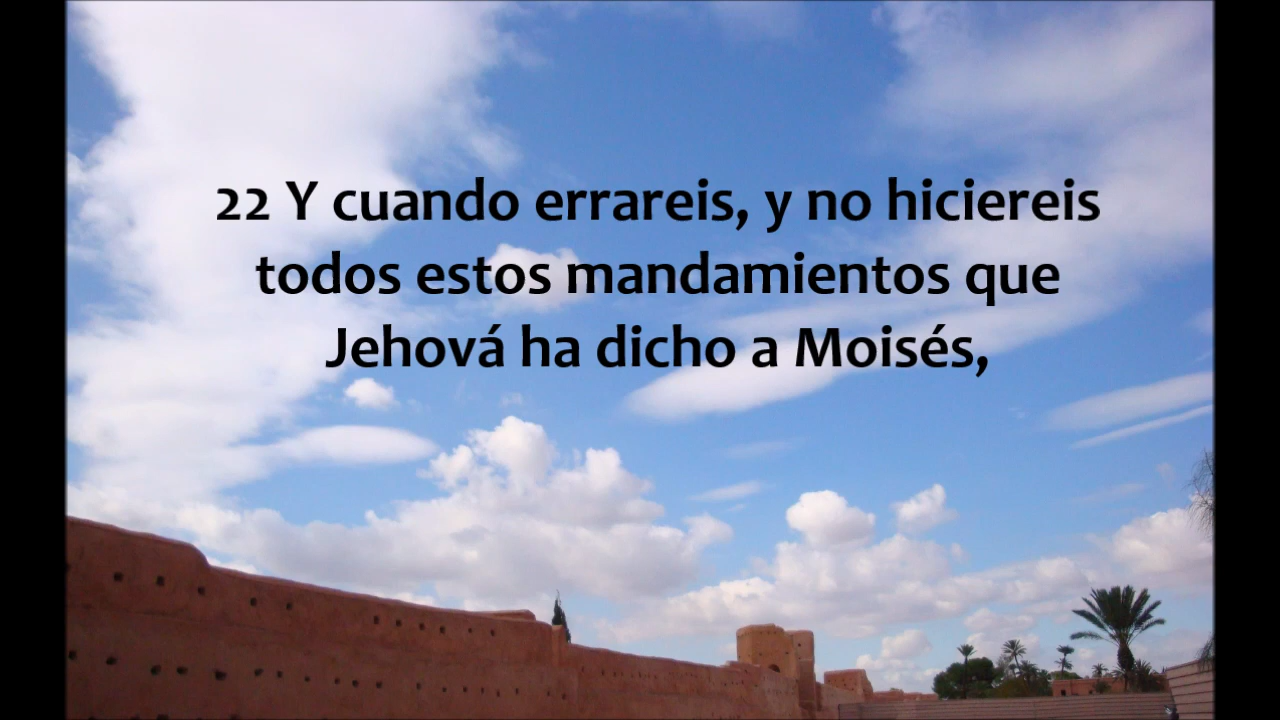 22 Y cuando errareis, y no hiciereis
todos estos mandamientos que
Jehová ha dicho a Moisés,